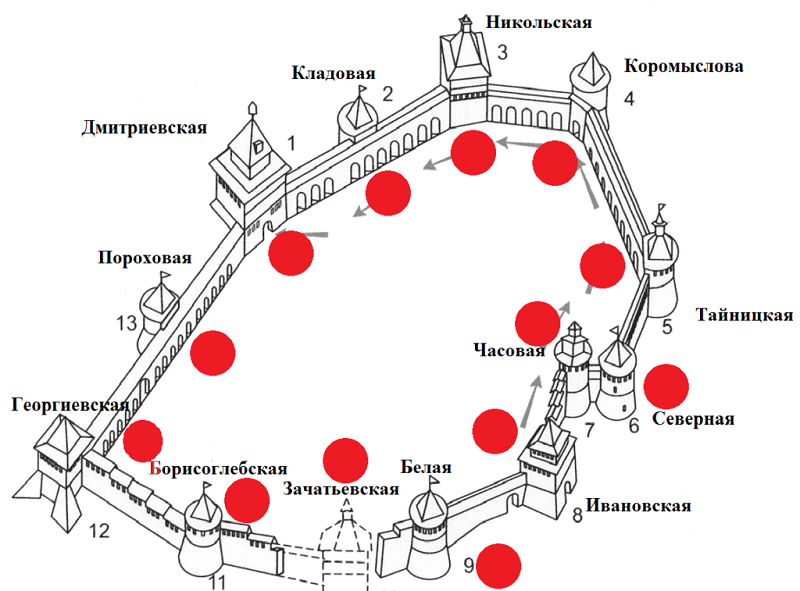 Никольская
3
Коромыслова
Кладовая
2
4
Дмитриевская
1
Пороховая
13
5
Тайницкая
Часовая
Георгиевская
Северная
7
6
Борисоглебская
Белая
Зачатьевская
Ивановская
8
12
9
11